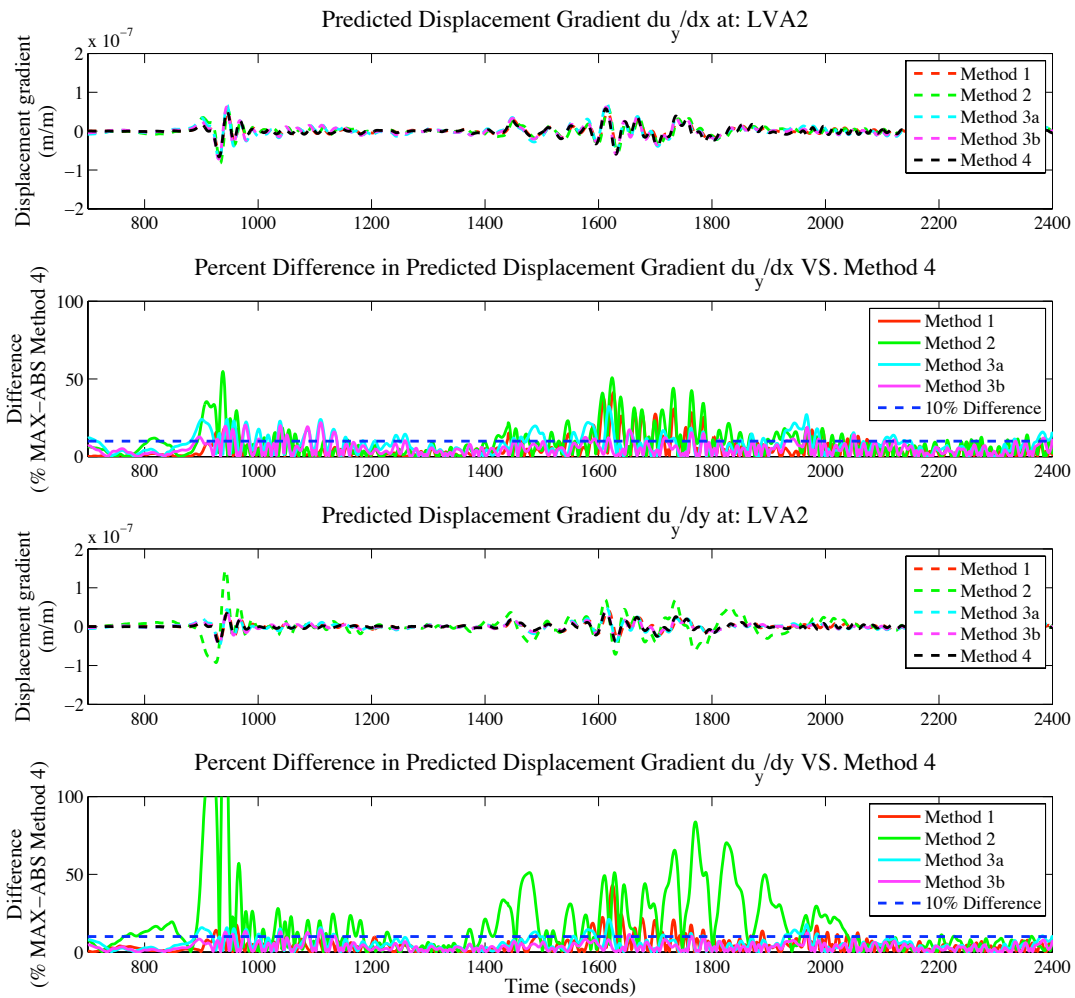 Predicted Displacement Gradient du_y/dx at: LVA2
x 10^-7
Displacement gradient
(m/m)
2
1
0
−1
−2
Method 1
Method 2
Method 3a
Method 3b
Method 4
800 1000 1200 1400 1600 1800 2000 2200 2400
Percent Difference in Predicted Displacement Gradient du_y/dx VS. Method 4
Difference
(% MAX−ABS Method 4)
100
50
0
Method 1
Method 2
Method 3a
Method 3b
10% Difference
800 1000 1200 1400 1600 1800 2000 2200 2400
Predicted Displacement Gradient du_y/dy at: LVA2
x 10^-7
Displacement gradient
(m/m)
2
1
0
−1
−2
Method 1
Method 2
Method 3a
Method 3b
Method 4
800 1000 1200 1400 1600 1800 2000 2200 2400
Percent Difference in Predicted Displacement Gradient du_y/dy VS. Method 4
Difference
(% MAX−ABS Method 4)
100
50
0
Method 1
Method 2
Method 3a
Method 3b
10% Difference
800 1000 1200 1400 1600 1800 2000 2200 2400
Time (seconds)